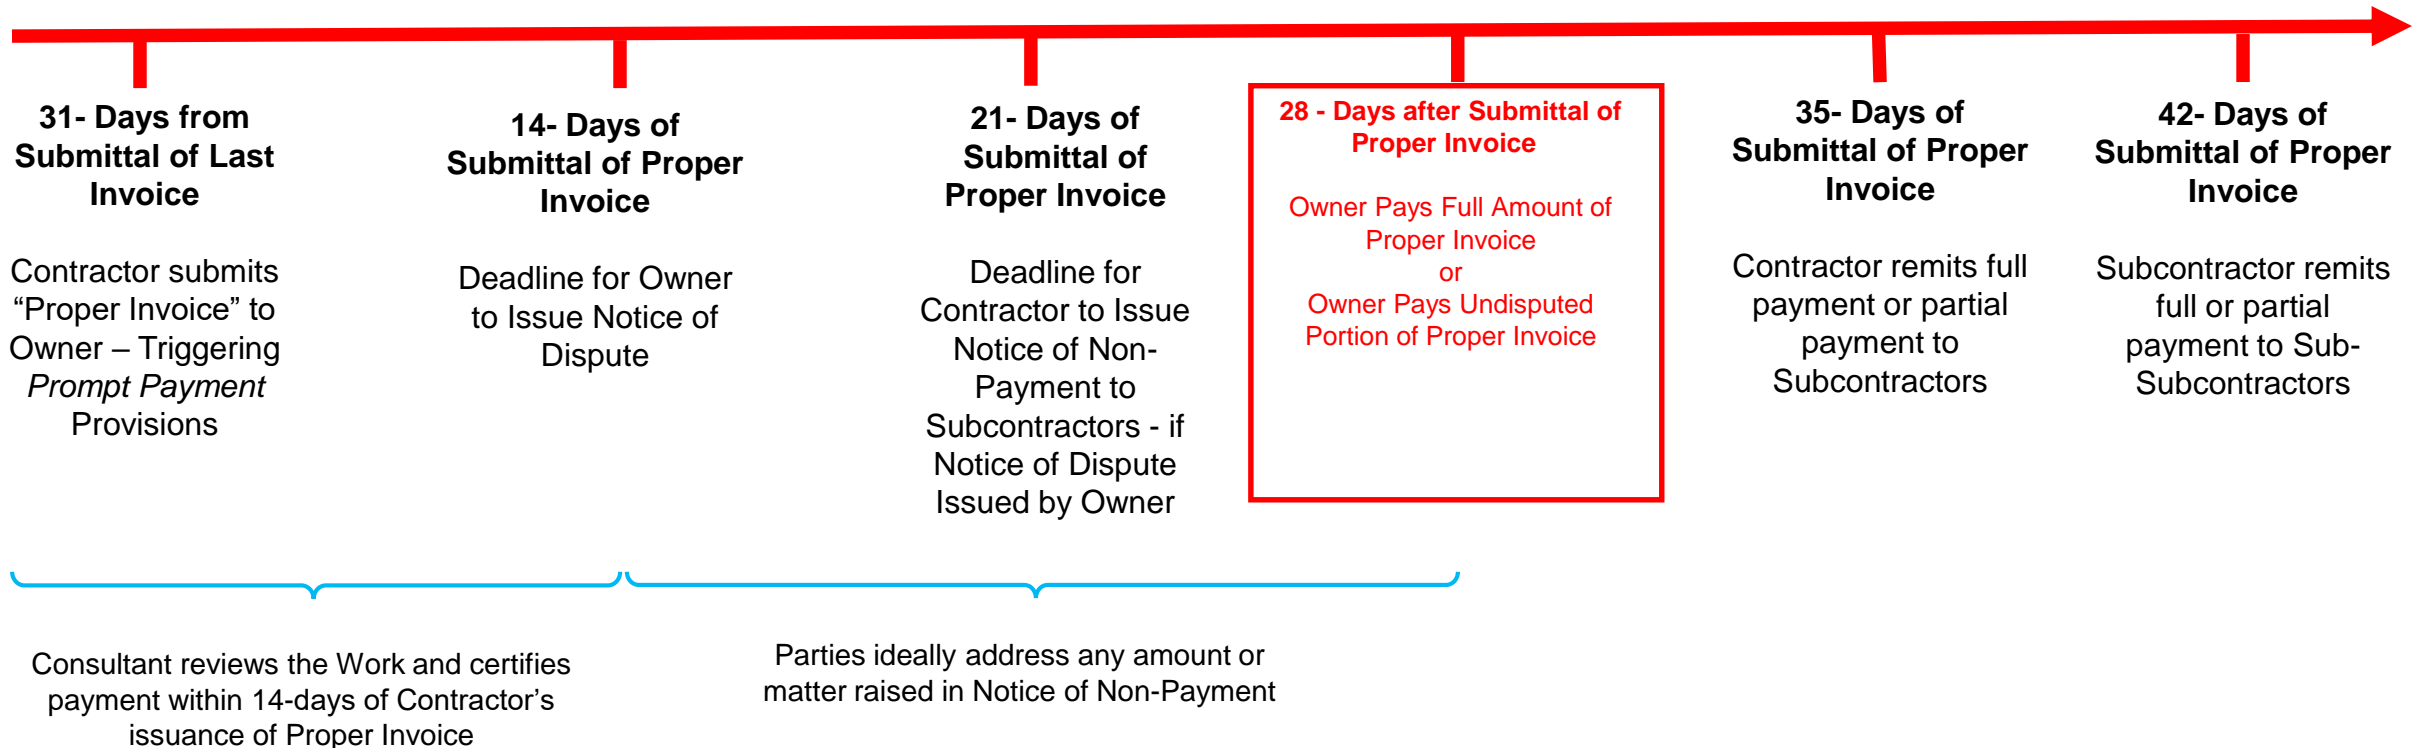 31- Days from
Submittal of Last
Invoice
Contractor submits
“Proper Invoice” to
Owner – Triggering
Prompt Payment
Provisions
14- Days of
Submittal of Proper
Invoice
Deadline for Owner
to Issue Notice of
Dispute
21- Days of
Submittal of
Proper Invoice
Deadline for
Contractor to Issue
Notice of Non-
Payment to
Subcontractors - if
Notice of Dispute
Issued by Owner
28 - Days after Submittal of
Proper Invoice
Owner Pays Full Amount of
Proper Invoice
or
Owner Pays Undisputed
Portion of Proper Invoice
35- Days of
Submittal of Proper
Invoice
Contractor remits full
payment or partial
payment to
Subcontractors
42- Days of
Submittal of Proper
Invoice
Subcontractor remits
full or partial
payment to Sub-
Subcontractors
Consultant reviews the Work and certifies
payment within 14-days of Contractor’s
issuance of Proper Invoice
Parties ideally address any amount or
matter raised in Notice of Non-Payment